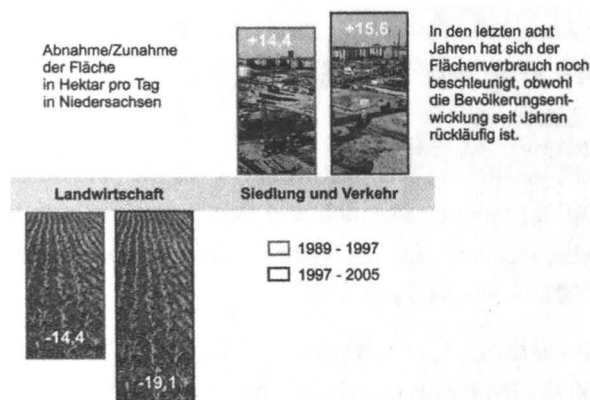 Abnahme/Zunahme
der Fläche
in Hektar pro Tag
in Niedersachsen
+14,4
+15,6
In den letzten acht
Jahren hat sich der
Flächenverbrauch noch
beschleunigt, obwohl
die Bevölkerungsent-
wicklung seit Jahren
rückläufig ist.
Landwirtschaft
Siedlung und Verkehr
1989 - 1997
1997 - 2005
-14,4
-19,1